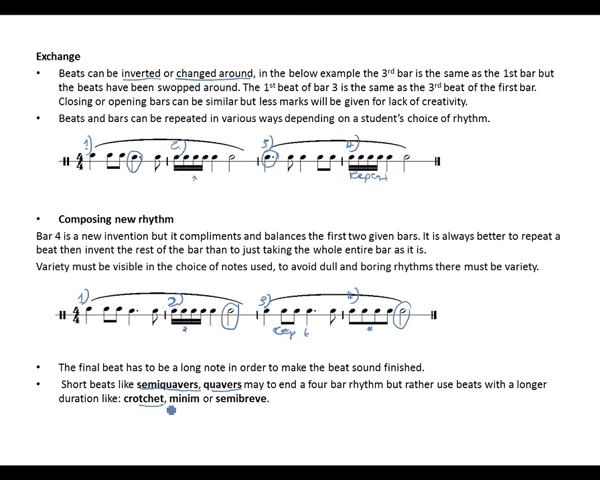 Exchange
• Beats can be inverted or changed around, in the below example the 3rd bar is the same as the 1st bar but
the beats have been swopped around. The 1st beat of bar 3 is the same as the 3rd beat of the first bar.
Closing or opening bars can be similar but less marks will be given for lack of creativity.
• Beats and bars can be repeated in various ways depending on a student's choice of rhythm.
1) 2) 3) 4)
4/4
Repeat
• Composing new rhythm
Bar 4 is a new invention but it compliments and balances the first two given bars. It is always better to repeat a
beat then invent the rest of the bar than to just taking the whole entire bar as it is.
Variety must be visible in the choice of notes used, to avoid dull and boring rhythms there must be variety.
1) 2) 3)
4/4
• The final beat has to be a long note in order to make the beat sound finished.
• Short beats like semiquavers, quavers may to end a four bar rhythm but rather use beats with a longer
duration like: crotchet, minim or semibreve.